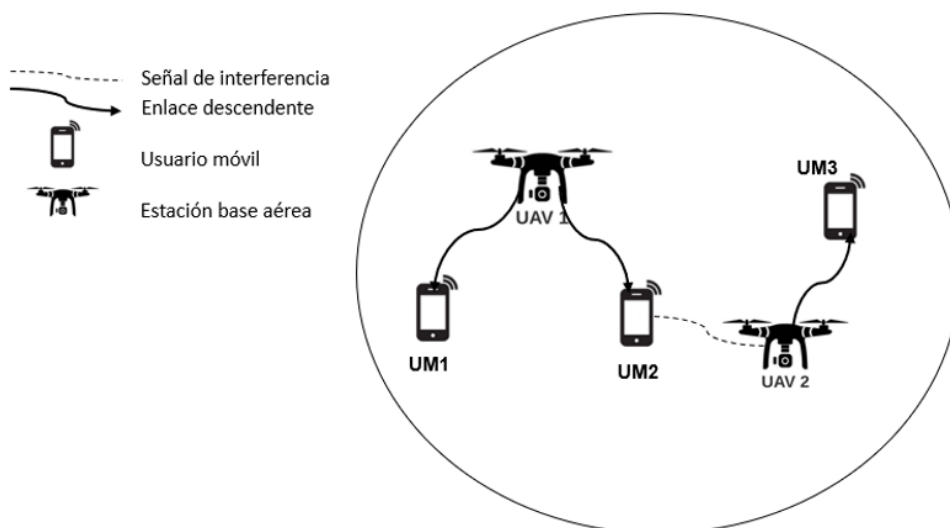 Señal de interferencia
Enlace descendente
Usuario móvil
Estación base aérea
UAV 1
UM3
UM1
UM2
UAV 2